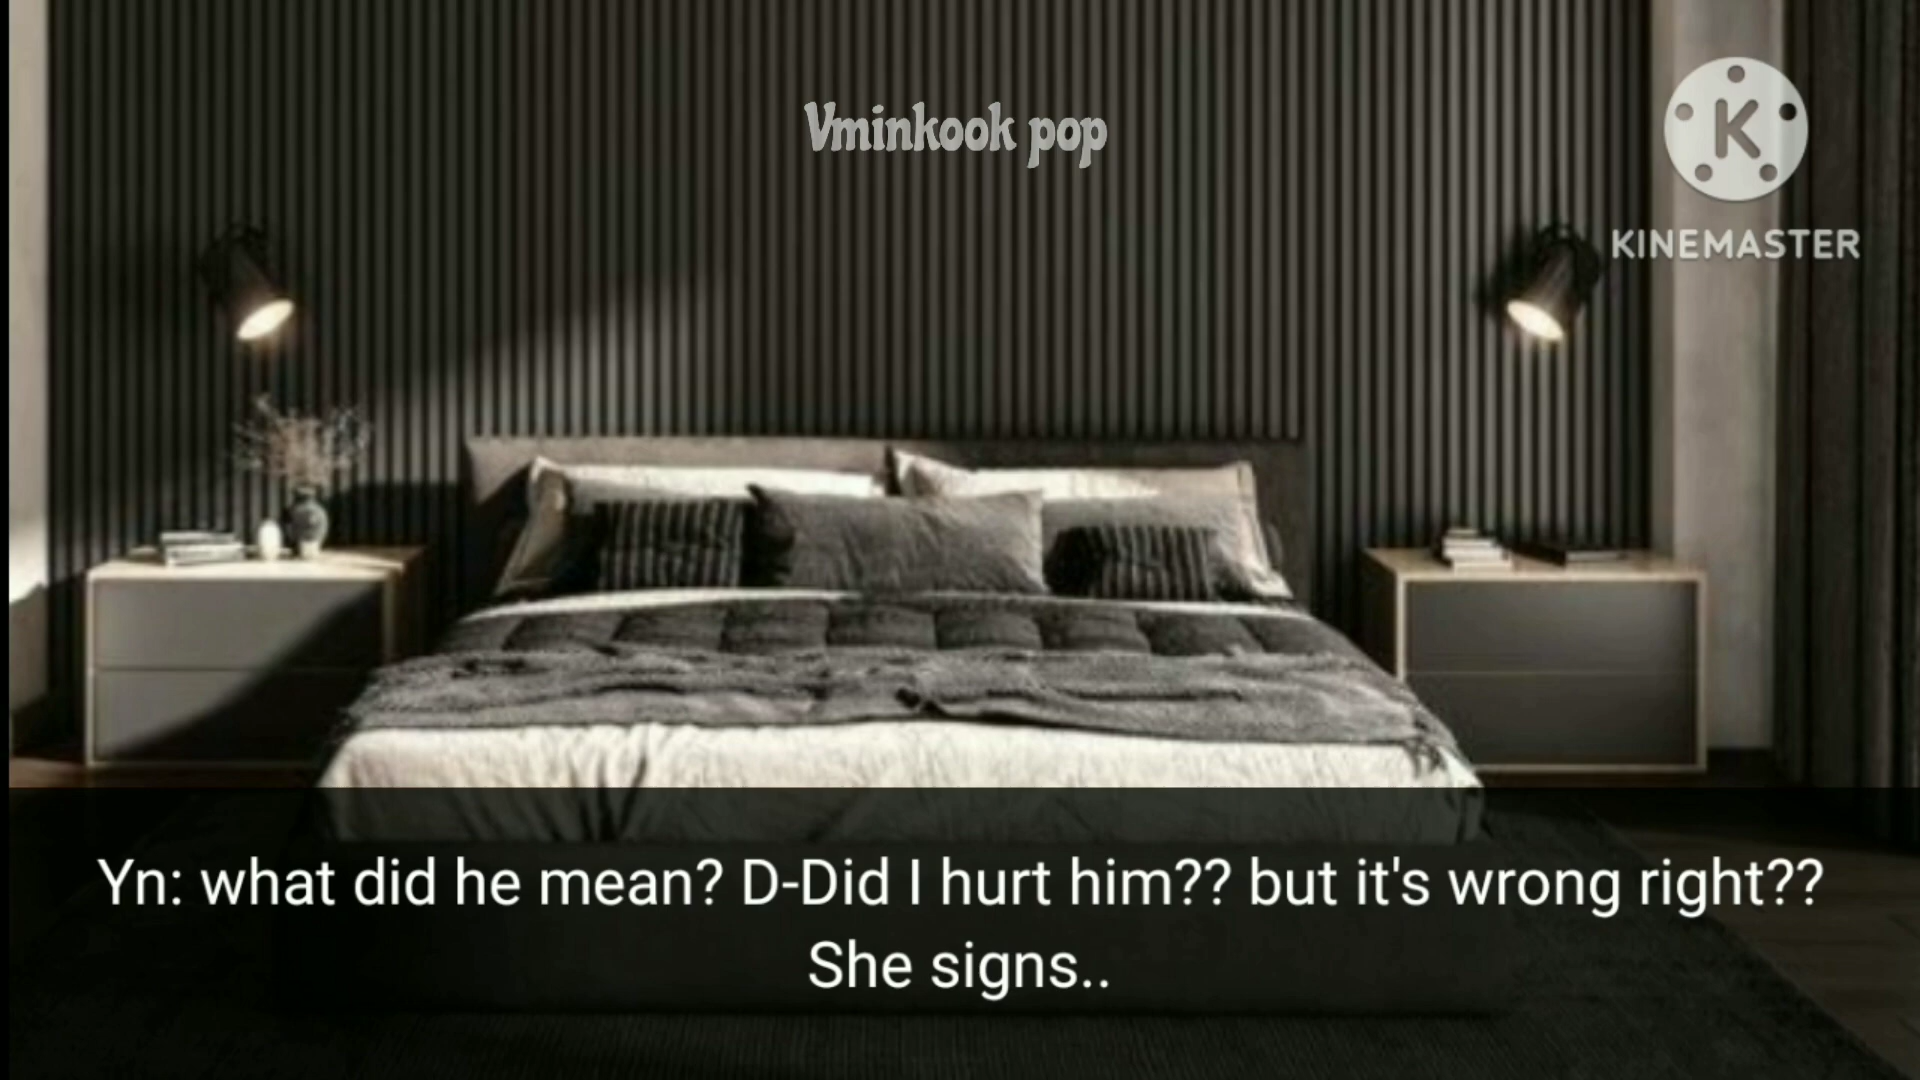 Vminkook pop
K
KINEMASTER
Yn: what did he mean? D-Did I hurt him?? but it's wrong right??
She signs..